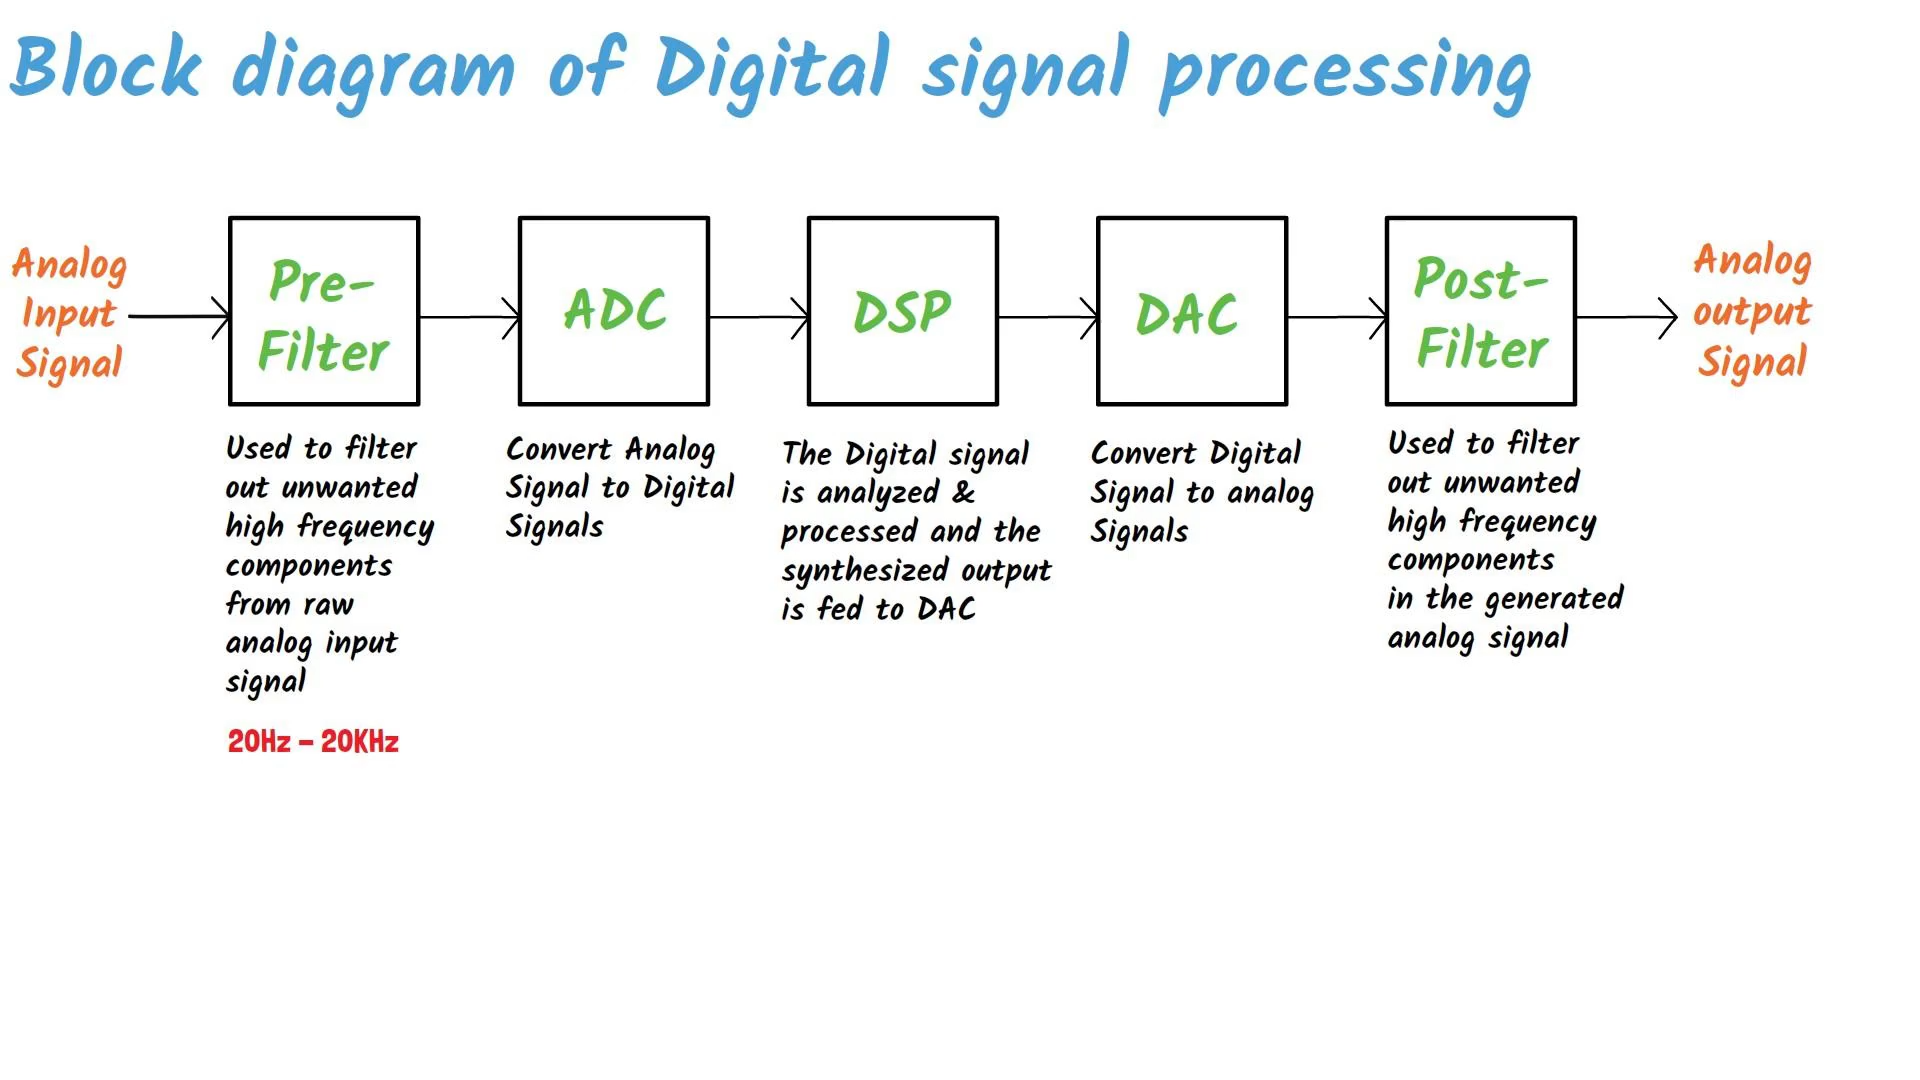 Block diagram of Digital signal processing
Analog
Input
Signal
Pre-
Filter
ADC
DSP
DAC
Post-
Filter
Analog
output
Signal
Used to filter
out unwanted
high frequency
components
from raw
analog input
signal
20Hz – 20KHz
Convert Analog
Signal to Digital
Signals
The Digital signal
is analyzed &
processed and the
synthesized output
is fed to DAC
Convert Digital
Signal to analog
Signals
Used to filter
out unwanted
high frequency
components
in the generated
analog signal